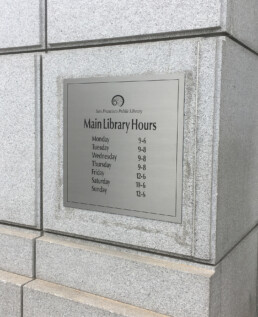 San Francisco Public Library
Main Library Hours
Monday 9-6
Tuesday 9-8
Wednesday 9-8
Thursday 9-8
Friday 12-6
Saturday 10-6
Sunday 12-6